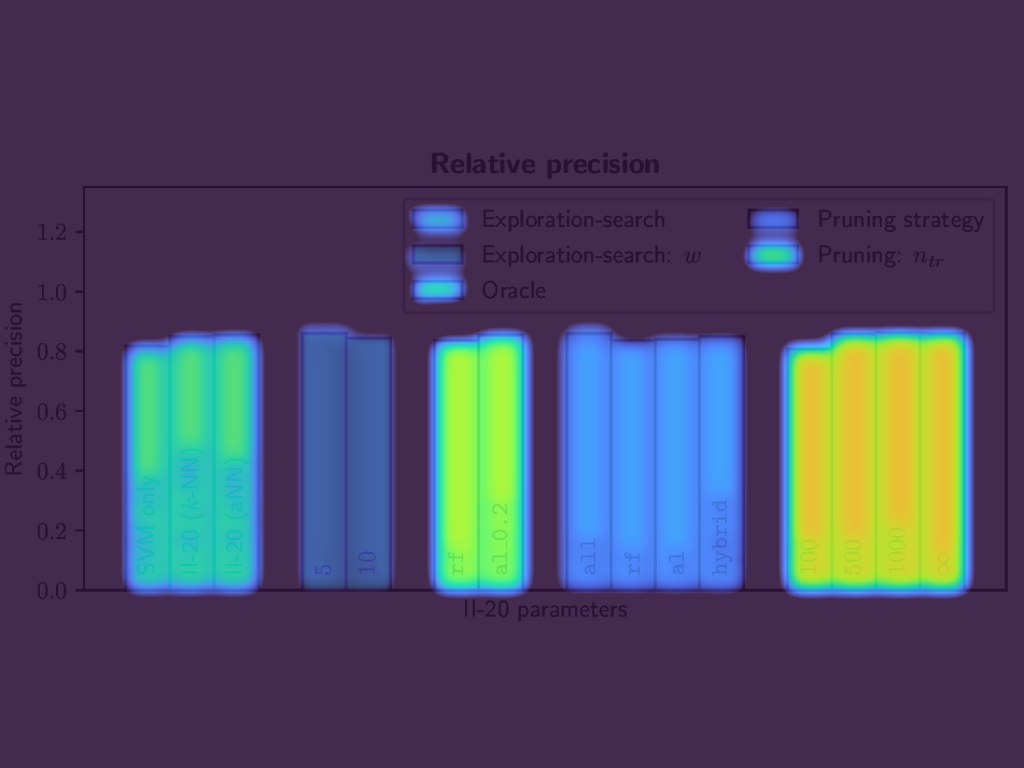 Relative precision
Exploration-search
Exploration-search: w
Oracle
Pruning strategy
Pruning: n_tr
1.2
1.0
0.8
0.6
0.4
0.2
0.0
Relative precision
SVM only
II-20 (k-NN)
II-20 (aNN)
5
10
rf
al_0.2
all
rf
al
hybrid
100
500
1000
∞
II-20 parameters